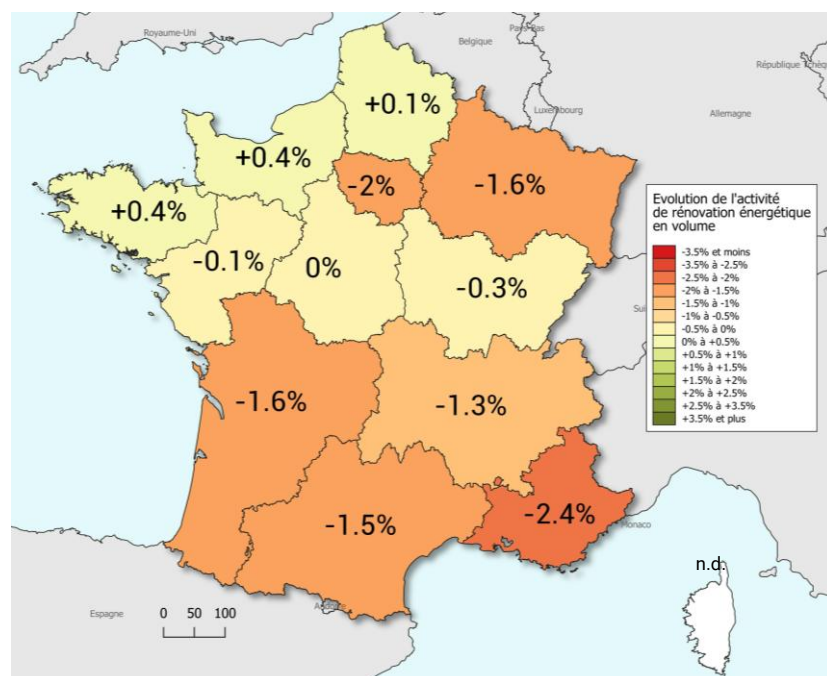 Royaume-Uni
Pays-Bas
Belgique
République Tchèque
Luxembourg
Allemagne
+0.1%
+0.4%
-2%
-1.6%
+0.4%
-0.1%
0%
-0.3%
Evolution de l'activité
de rénovation énergétique
en volume
-3.5% et moins
-3.5% à -2.5%
-2.5% à -2%
-2% à -1.5%
-1.5% à -1%
-1% à -0.5%
-0.5% à 0%
0% à +0.5%
+0.5% à +1%
+1% à +1.5%
+1.5% à +2%
+2% à +2.5%
+2.5% à +3.5%
+3.5% et plus
Sui
-1.6%
-1.3%
-1.5%
-2.4%
Monaco
n.d.
Espagne
0 50 100
Andorre